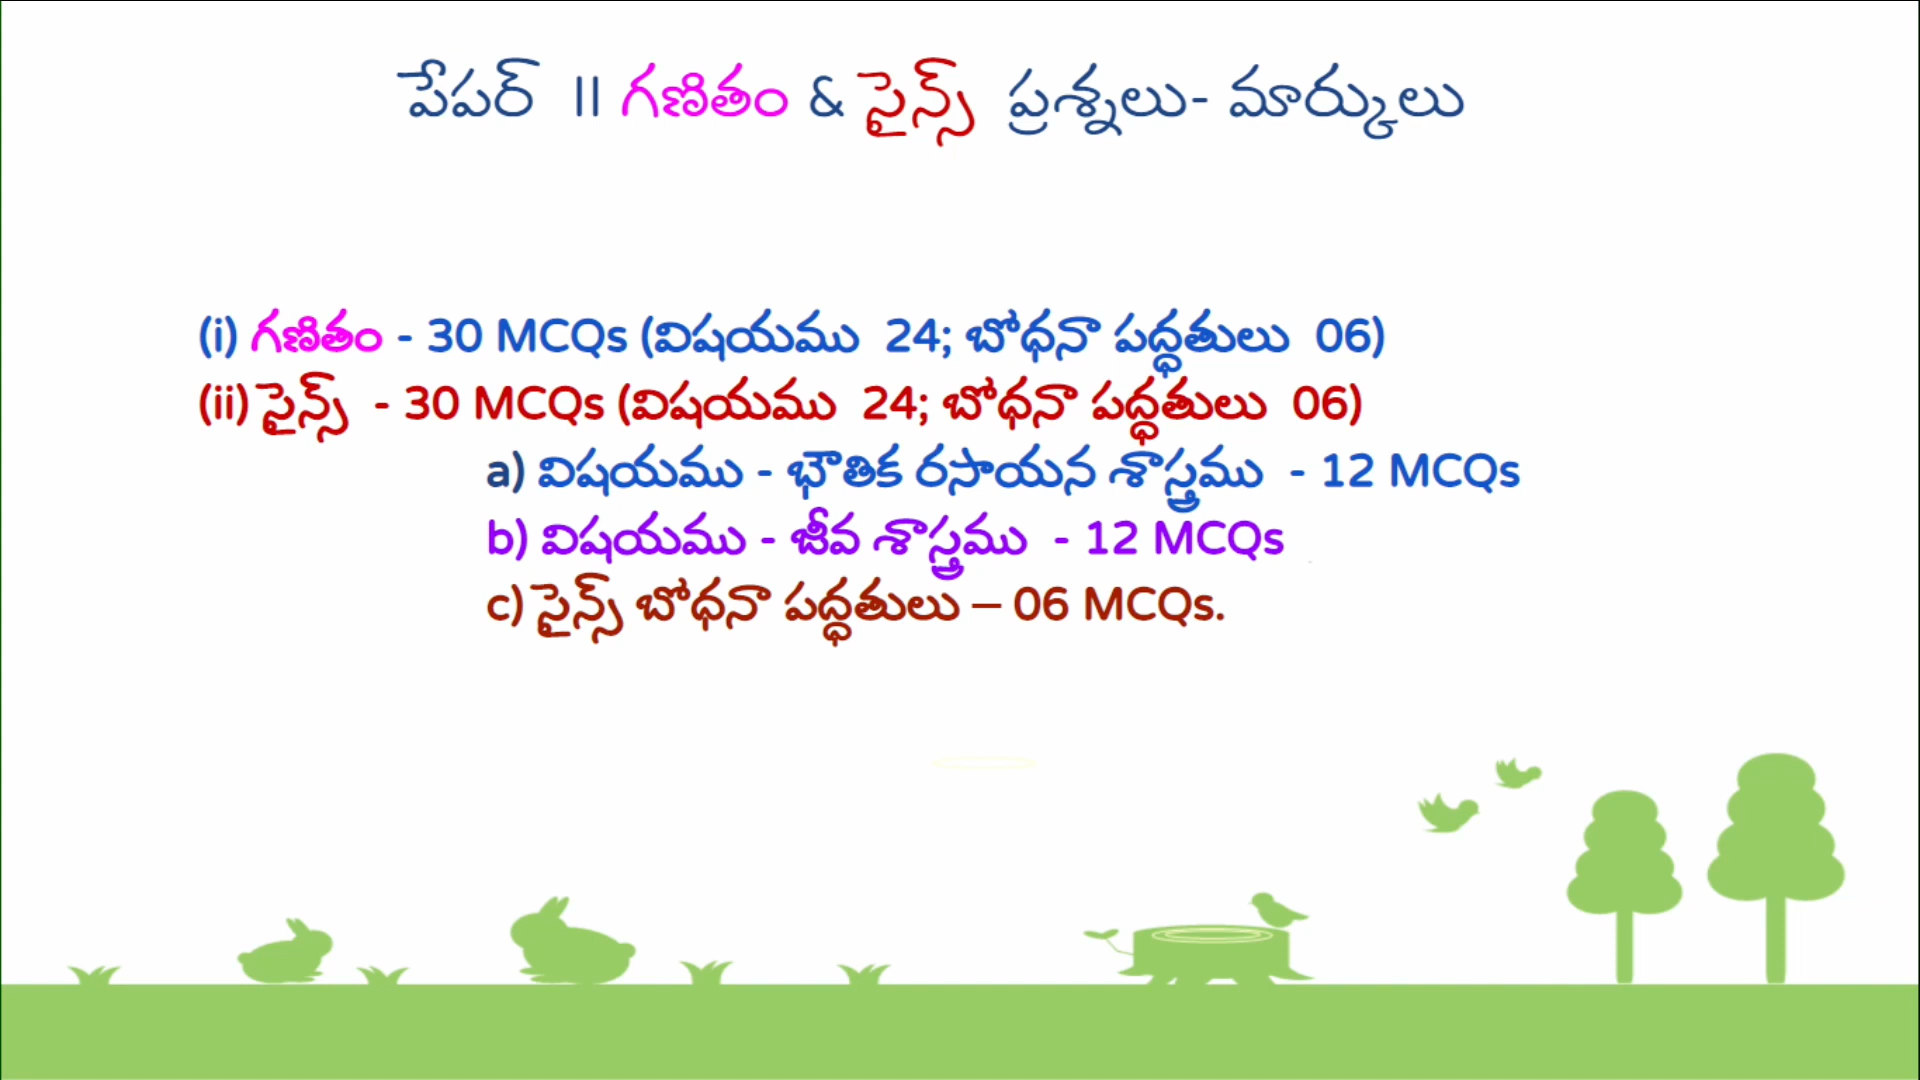 పేపర్ II గణితం & సైన్స్ ప్రశ్నలు- మార్కులు
(i) గణితం - 30 MCQs (విషయము 24; బోధనా పద్ధతులు 06)
(ii) సైన్స్ - 30 MCQs (విషయము 24; బోధనా పద్ధతులు 06)
a) విషయము - భౌతిక రసాయన శాస్త్రము - 12 MCQs
b) విషయము - జీవ శాస్త్రము - 12 MCQs
c) సైన్స్ బోధనా పద్ధతులు – 06 MCQs.